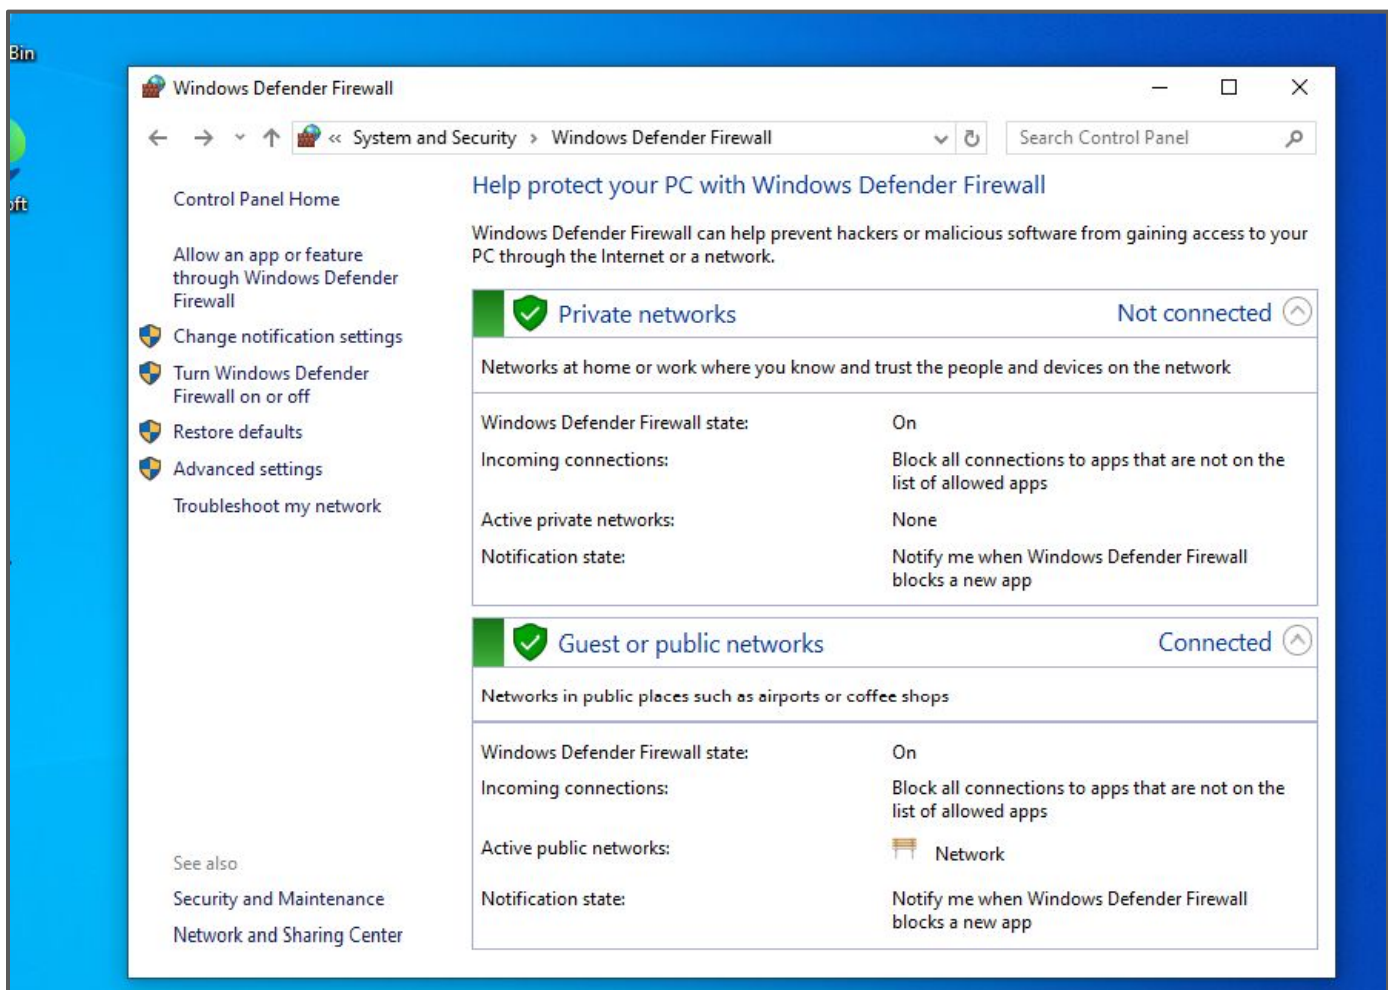 Bin
oft
Windows Defender Firewall
« System and Security › Windows Defender Firewall
Search Control Panel
Control Panel Home
Allow an app or feature
through Windows Defender
Firewall
Change notification settings
Turn Windows Defender
Firewall on or off
Restore defaults
Advanced settings
Troubleshoot my network
See also
Security and Maintenance
Network and Sharing Center
Help protect your PC with Windows Defender Firewall
Windows Defender Firewall can help prevent hackers or malicious software from gaining access to your
PC through the Internet or a network.
Private networks Not connected
Networks at home or work where you know and trust the people and devices on the network
Windows Defender Firewall state: On
Incoming connections: Block all connections to apps that are not on the
list of allowed apps
Active private networks: None
Notification state: Notify me when Windows Defender Firewall
blocks a new app
Guest or public networks Connected
Networks in public places such as airports or coffee shops
Windows Defender Firewall state: On
Incoming connections: Block all connections to apps that are not on the
list of allowed apps
Active public networks: Network
Notification state: Notify me when Windows Defender Firewall
blocks a new app